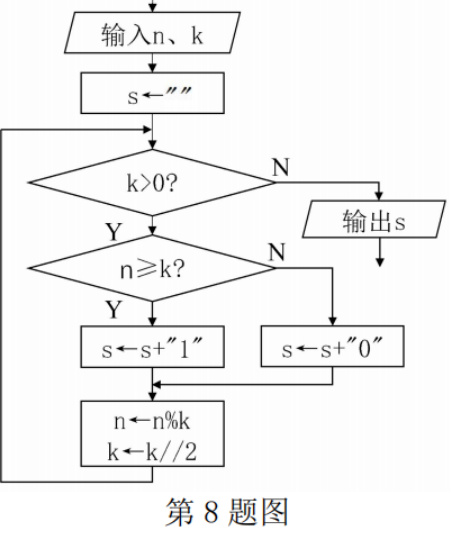 输入n、k
s←""
k>0?
N
输出s
Y
n≥k?
N
Y
s←s+"1"
s←s+"0"
n←n%k
k←k//2
第 8 题图